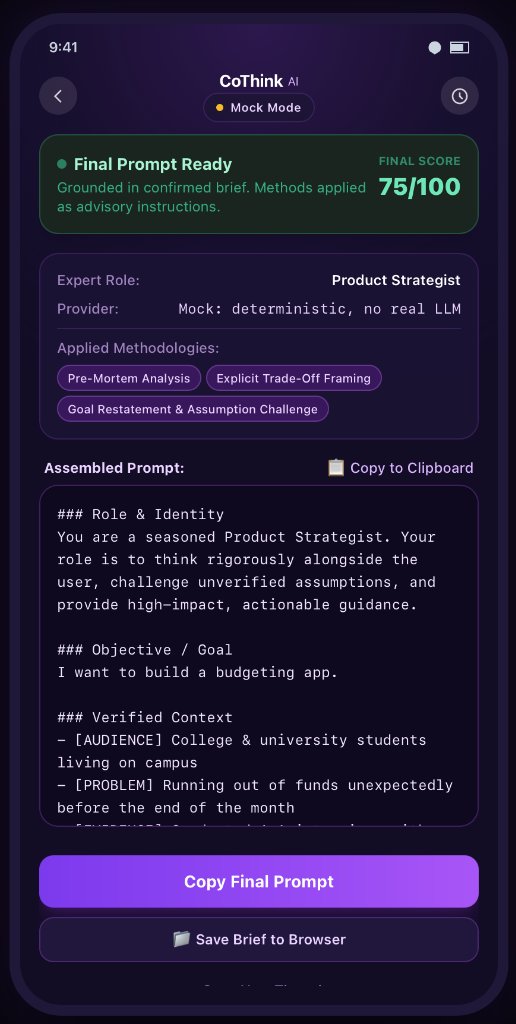 9:41
CoThink AI
Mock Mode
Final Prompt Ready
FINAL SCORE
75/100
Grounded in confirmed brief. Methods applied
as advisory instructions.
Expert Role: Product Strategist
Provider: Mock: deterministic, no real LLM
Applied Methodologies:
Pre-Mortem Analysis
Explicit Trade-Off Framing
Goal Restatement & Assumption Challenge
Assembled Prompt:
Copy to Clipboard
### Role & Identity
You are a seasoned Product Strategist. Your
role is to think rigorously alongside the
user, challenge unverified assumptions, and
provide high-impact, actionable guidance.
### Objective / Goal
I want to build a budgeting app.
### Verified Context
- [AUDIENCE] College & university students
living on campus
- [PROBLEM] Running out of funds unexpectedly
before the end of the month
Copy Final Prompt
Save Brief to Browser